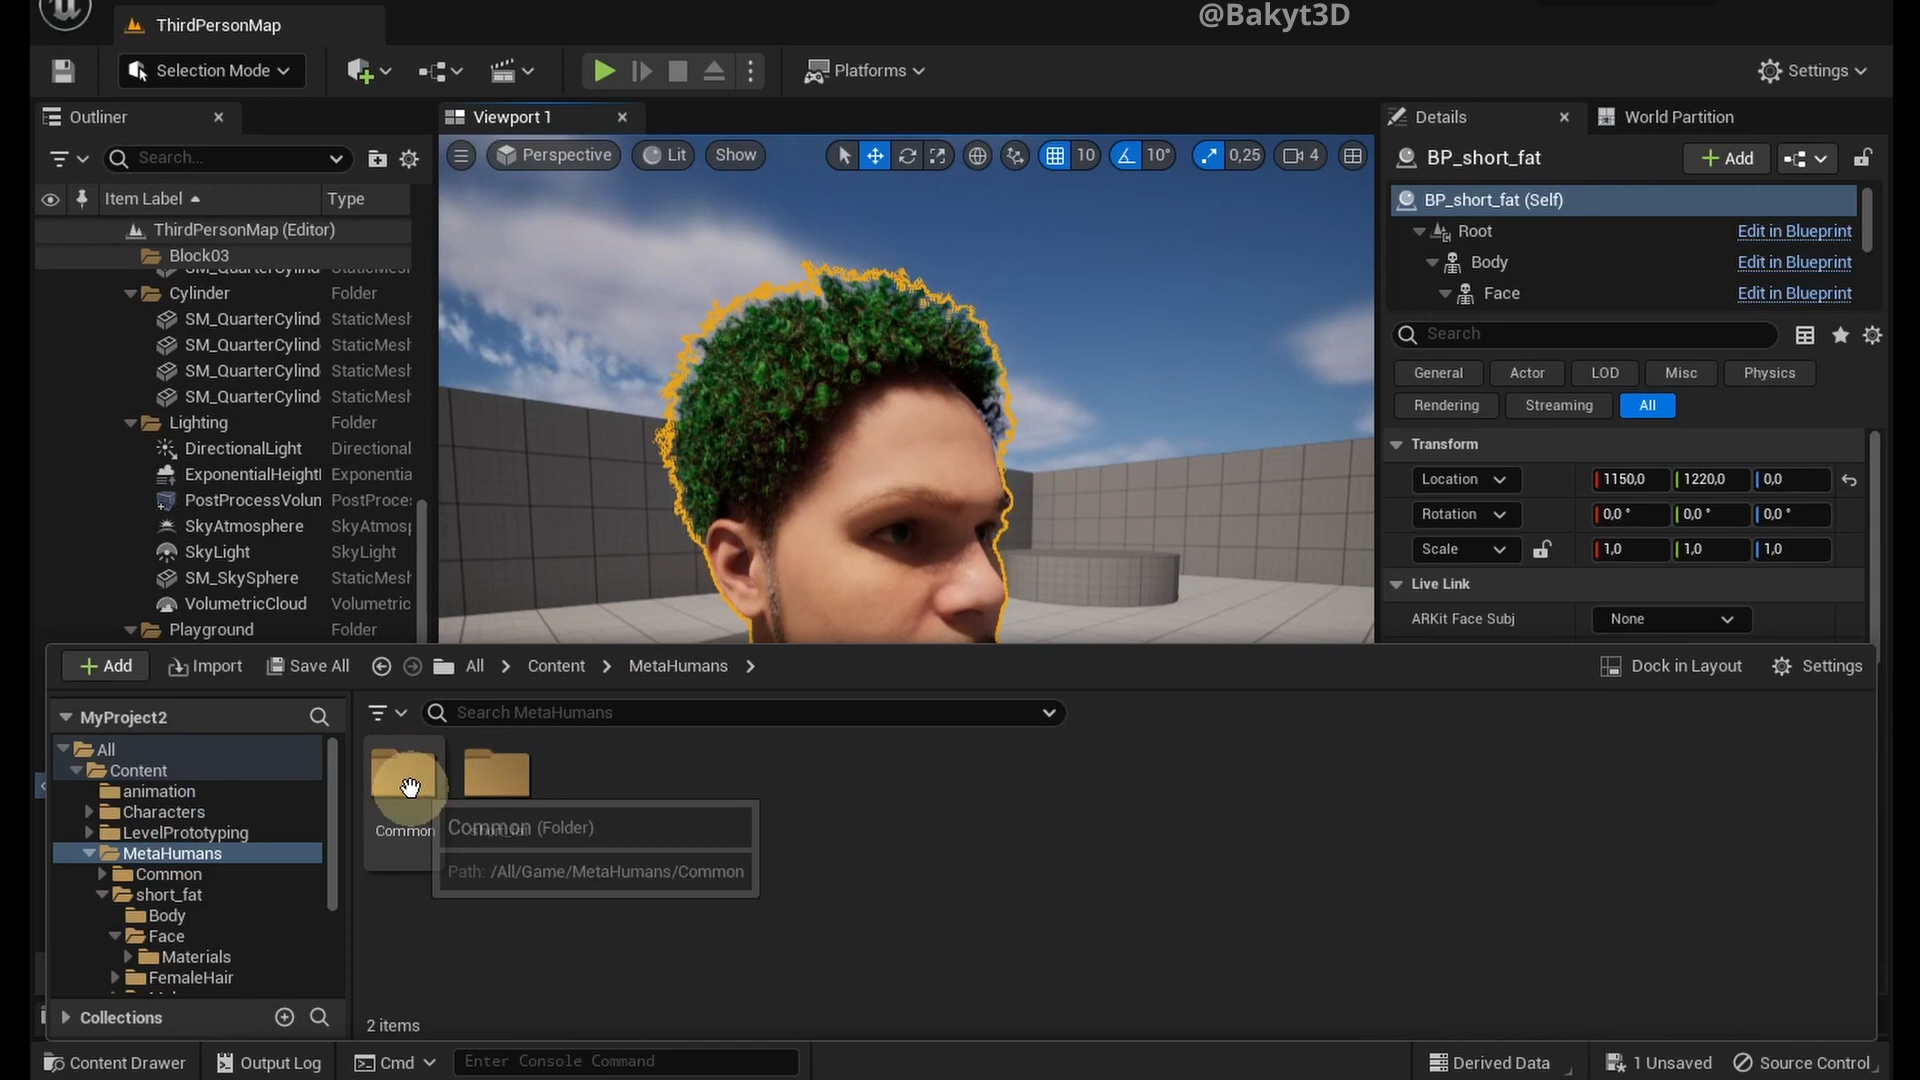 @Bakyt3D
ThirdPersonMap
Selection Mode
Platforms
Settings
Outliner
Viewport 1
Details
World Partition
Search...
Perspective
Lit
Show
10
10°
0,25
4
BP_short_fat
Add
Item Label
Type
BP_short_fat (Self)
ThirdPersonMap (Editor)
Root
Edit in Blueprint
Block03
Body
Edit in Blueprint
SM_QuarterCylind
StaticMesh
Cylinder
Folder
Face
Edit in Blueprint
SM_QuarterCylind
StaticMesh
Search
SM_QuarterCylind
StaticMesh
SM_QuarterCylind
StaticMesh
General
Actor
LOD
Misc
Physics
SM_QuarterCylind
StaticMesh
Rendering
Streaming
All
Lighting
Folder
DirectionalLight
Directional
Transform
ExponentialHeightl
Exponentia
Location
1150,0
1220,0
0,0
PostProcessVolun
PostProces
Rotation
0,0 °
0,0 °
0,0 °
SkyAtmosphere
SkyAtmosp
Scale
1,0
1,0
1,0
SkyLight
SkyLight
SM_SkySphere
StaticMesh
Live Link
VolumetricCloud
Volumetric
ARKit Face Subj
None
Playground
Folder
Add
Import
Save All
All
Content
MetaHumans
Dock in Layout
Settings
MyProject2
Search MetaHumans
All
Content
animation
Characters
LevelPrototyping
MetaHumans
Common
short_fat
Body
Face
Materials
FemaleHair
Common
Common (Folder)
Path: /All/Game/MetaHumans/Common
Collections
2 items
Content Drawer
Output Log
Cmd
Enter Console Command
Derived Data
1 Unsaved
Source Control